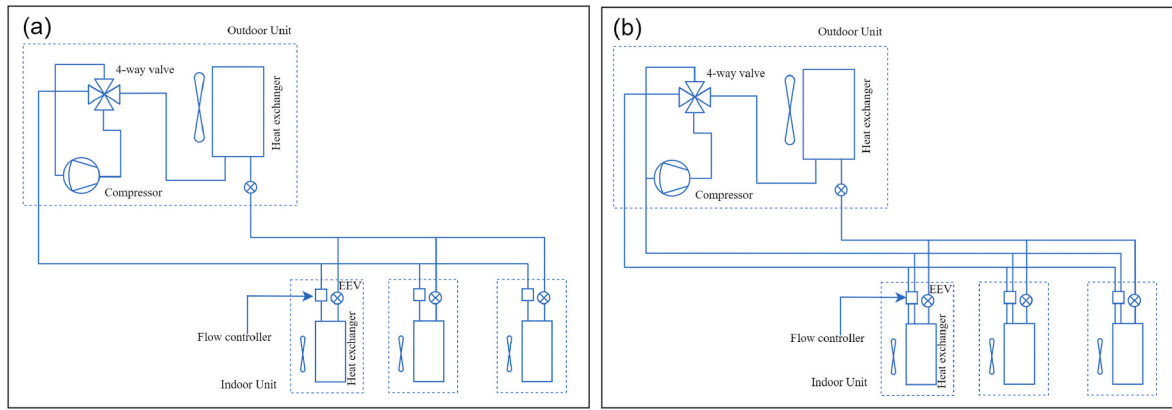 (a)
Outdoor Unit
4-way valve
Heat exchanger
Compressor
EEV
Flow controller
Heat exchanger
Indoor Unit
(b)
Outdoor Unit
4-way valve
Heat exchanger
Compressor
EEV
Flow controller
Heat exchanger
Indoor Unit